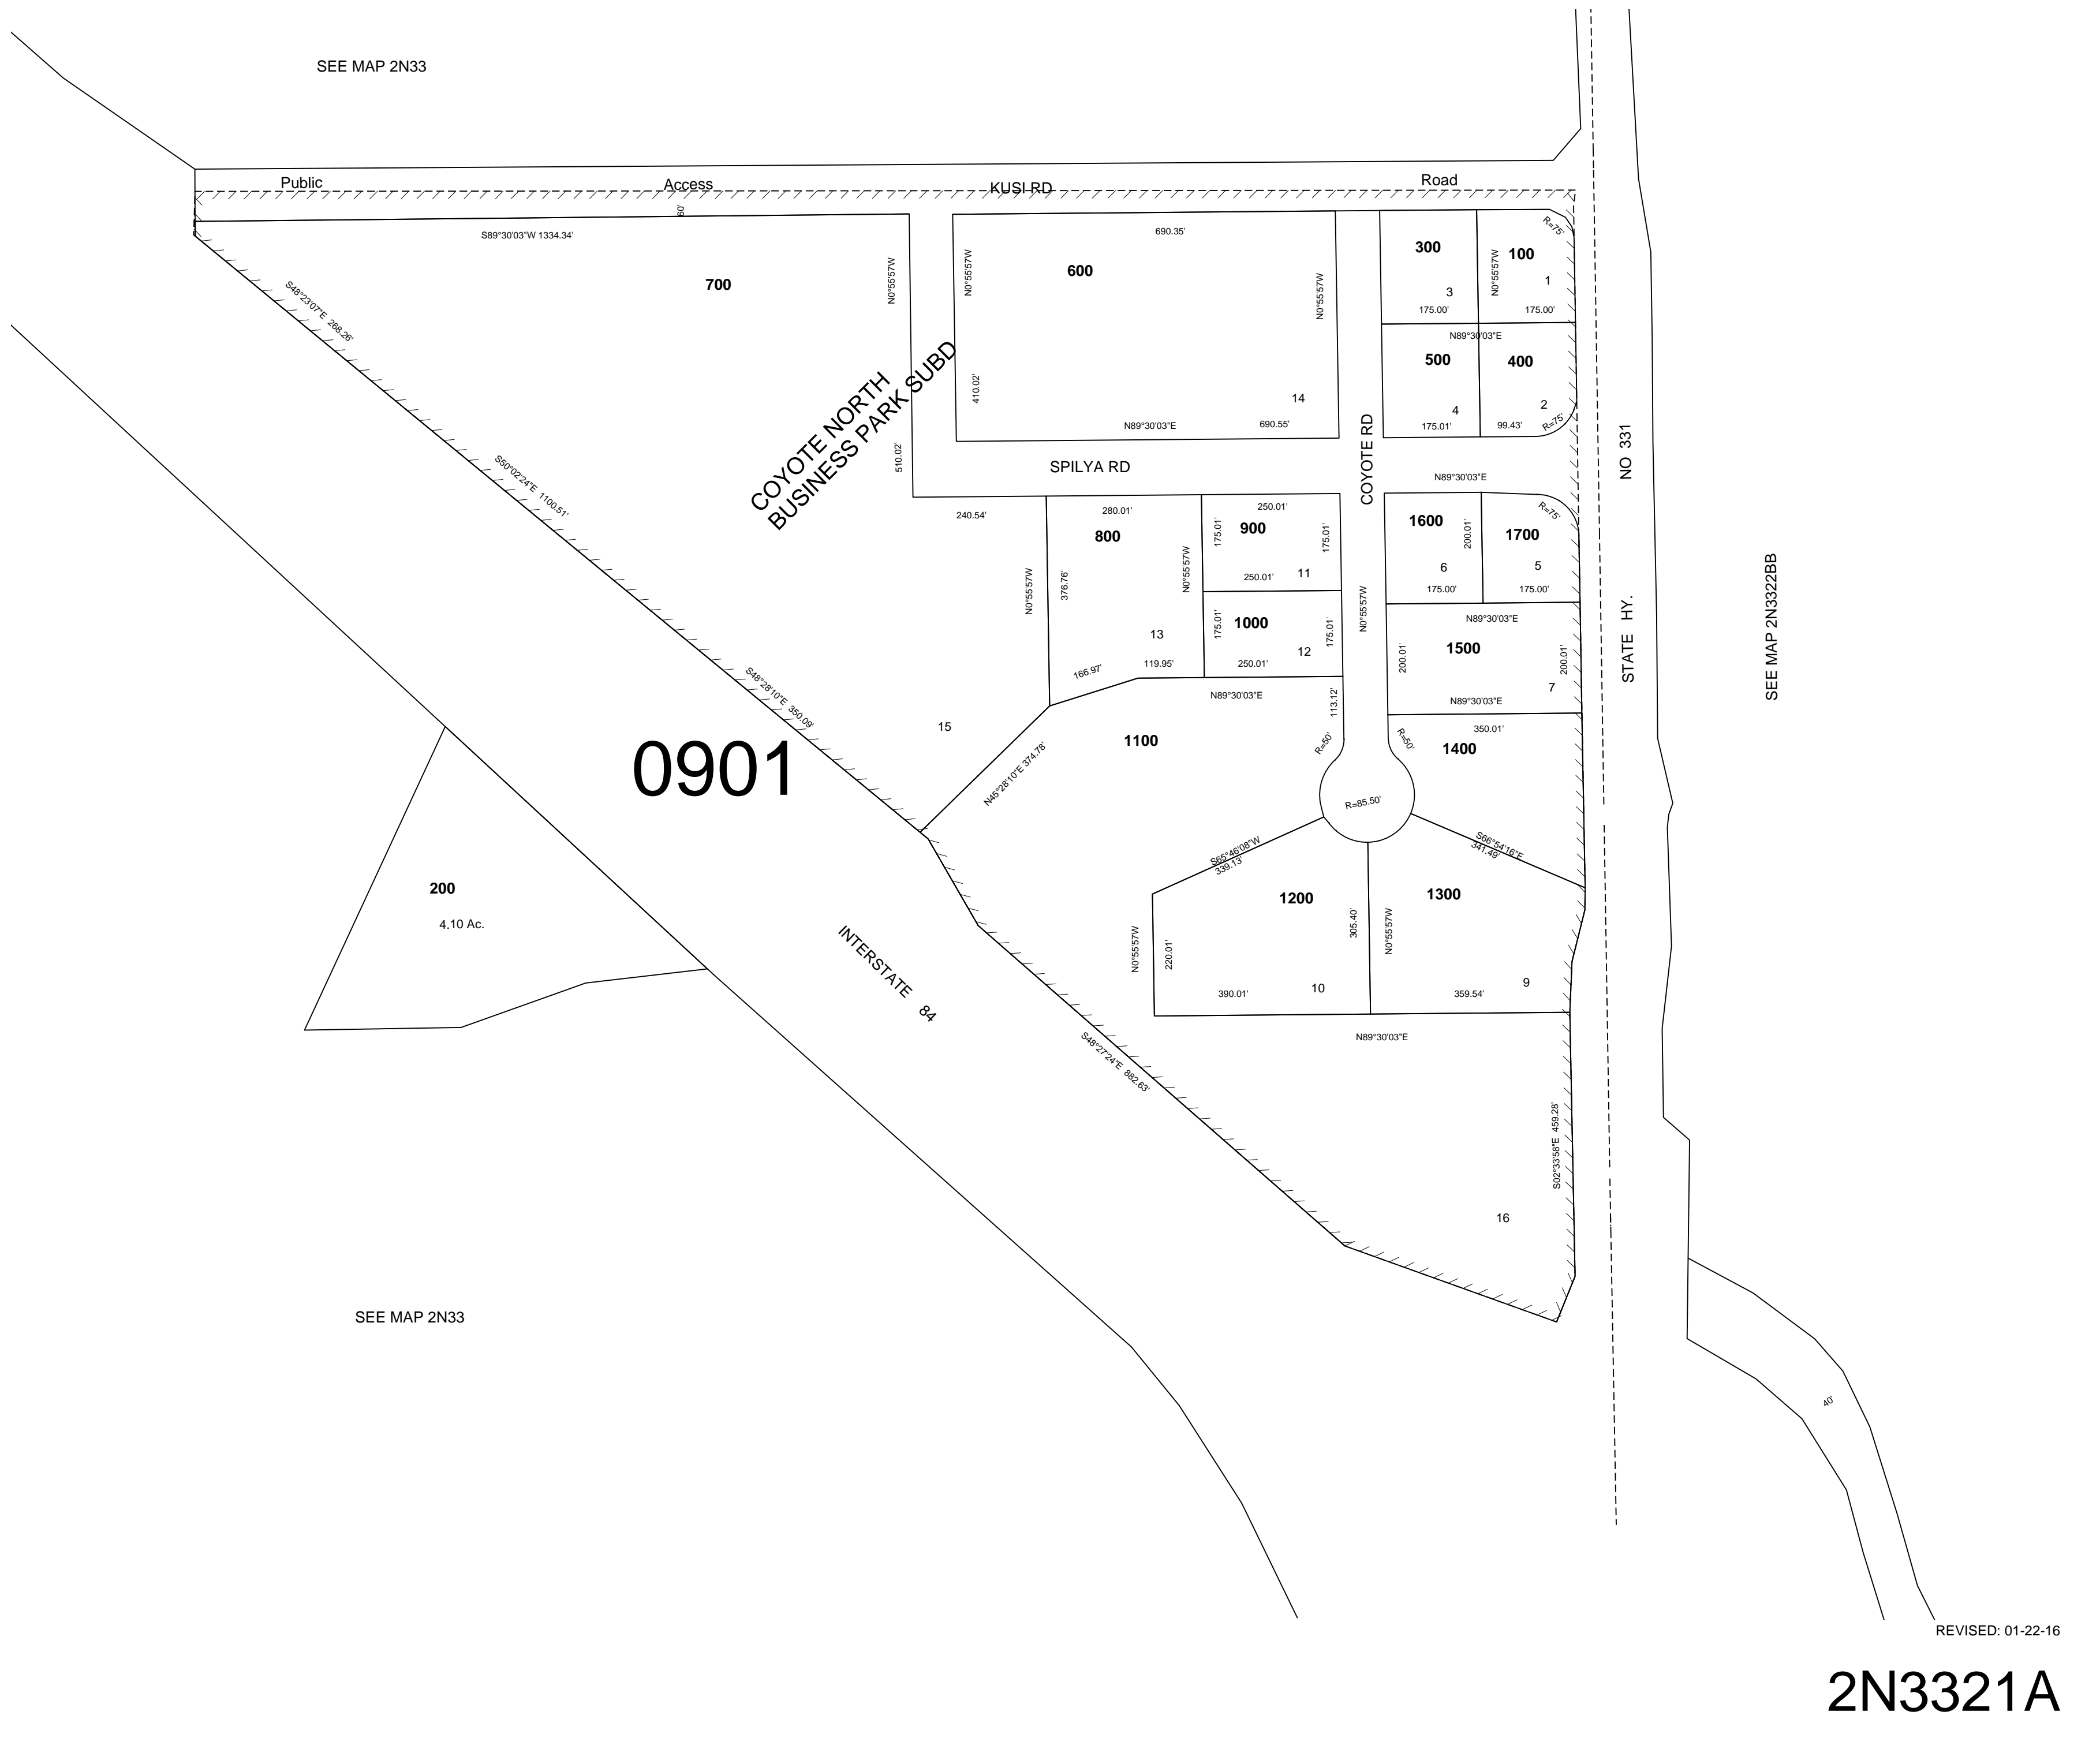 SEE MAP 2N33
Public
Access
KUSI RD
Road
60'
S89°30'03"W 1334.34'
690.35'
R=75'
300
100
600
700
N0°55'57W
N0°55'57W
N0°55'57W
N0°55'57W
1
3
175.00'
175.00'
S48°23'07"E 268.26'
N89°30'03"E
500
400
COYOTE NORTH
BUSINESS PARK SUBD
410.02'
14
4
2
N89°30'03"E
690.55'
175.01'
99.43'
R=75'
510.02'
SPILYA RD
COYOTE RD
NO 331
N89°30'03"E
S50°02'24"E 1100.51'
240.54'
280.01'
250.01'
R=75'
800
900
1600
1700
175.01'
175.01'
200.01'
N0°55'57W
N0°55'57W
376.76'
250.01'
11
6
5
175.00'
175.00'
N0°55'57W
SEE MAP 2N3322BB
STATE HY.
N89°30'03"E
1000
175.01'
175.01'
13
12
1500
200.01'
200.01'
166.97'
119.95'
250.01'
7
N89°30'03"E
N89°30'03"E
113.12'
S48°28'10"E 350.09'
15
350.01'
1100
R=50'
R=50'
1400
0901
N45°28'10"E 374.78'
R=85.50'
S65°46'08"W
339.13'
S66°54'16"E
341.49'
200
4.10 Ac.
1200
1300
305.40'
N0°55'57W
N0°55'57W
220.01'
INTERSTATE 84
390.01'
10
359.54'
9
N89°30'03"E
S48°27'24"E 882.63'
S02°33'58"E 459.28'
16
SEE MAP 2N33
40'
REVISED: 01-22-16
2N3321A